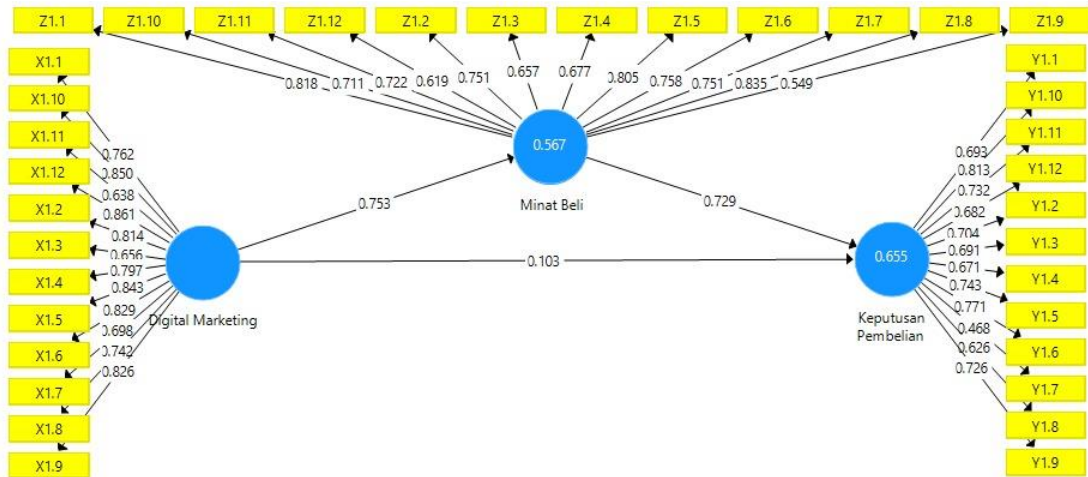 Z1.1
Z1.10
Z1.11
Z1.12
Z1.2
Z1.3
Z1.4
Z1.5
Z1.6
Z1.7
Z1.8
Z1.9
0.818
0.711
0.722
0.619
0.751
0.657
0.677
0.805
0.758
0.751
0.835
0.549
X1.1
X1.10
X1.11
X1.12
X1.2
X1.3
X1.4
X1.5
X1.6
X1.7
X1.8
X1.9
0.762
0.850
0.638
0.861
0.814
0.656
0.797
0.843
0.829
0.698
0.742
0.826
Digital Marketing
0.753
0.567
Minat Beli
0.729
0.103
0.655
Keputusan
Pembelian
0.693
0.813
0.732
0.682
0.704
0.691
0.671
0.743
0.771
0.468
0.626
0.726
Y1.1
Y1.10
Y1.11
Y1.12
Y1.2
Y1.3
Y1.4
Y1.5
Y1.6
Y1.7
Y1.8
Y1.9